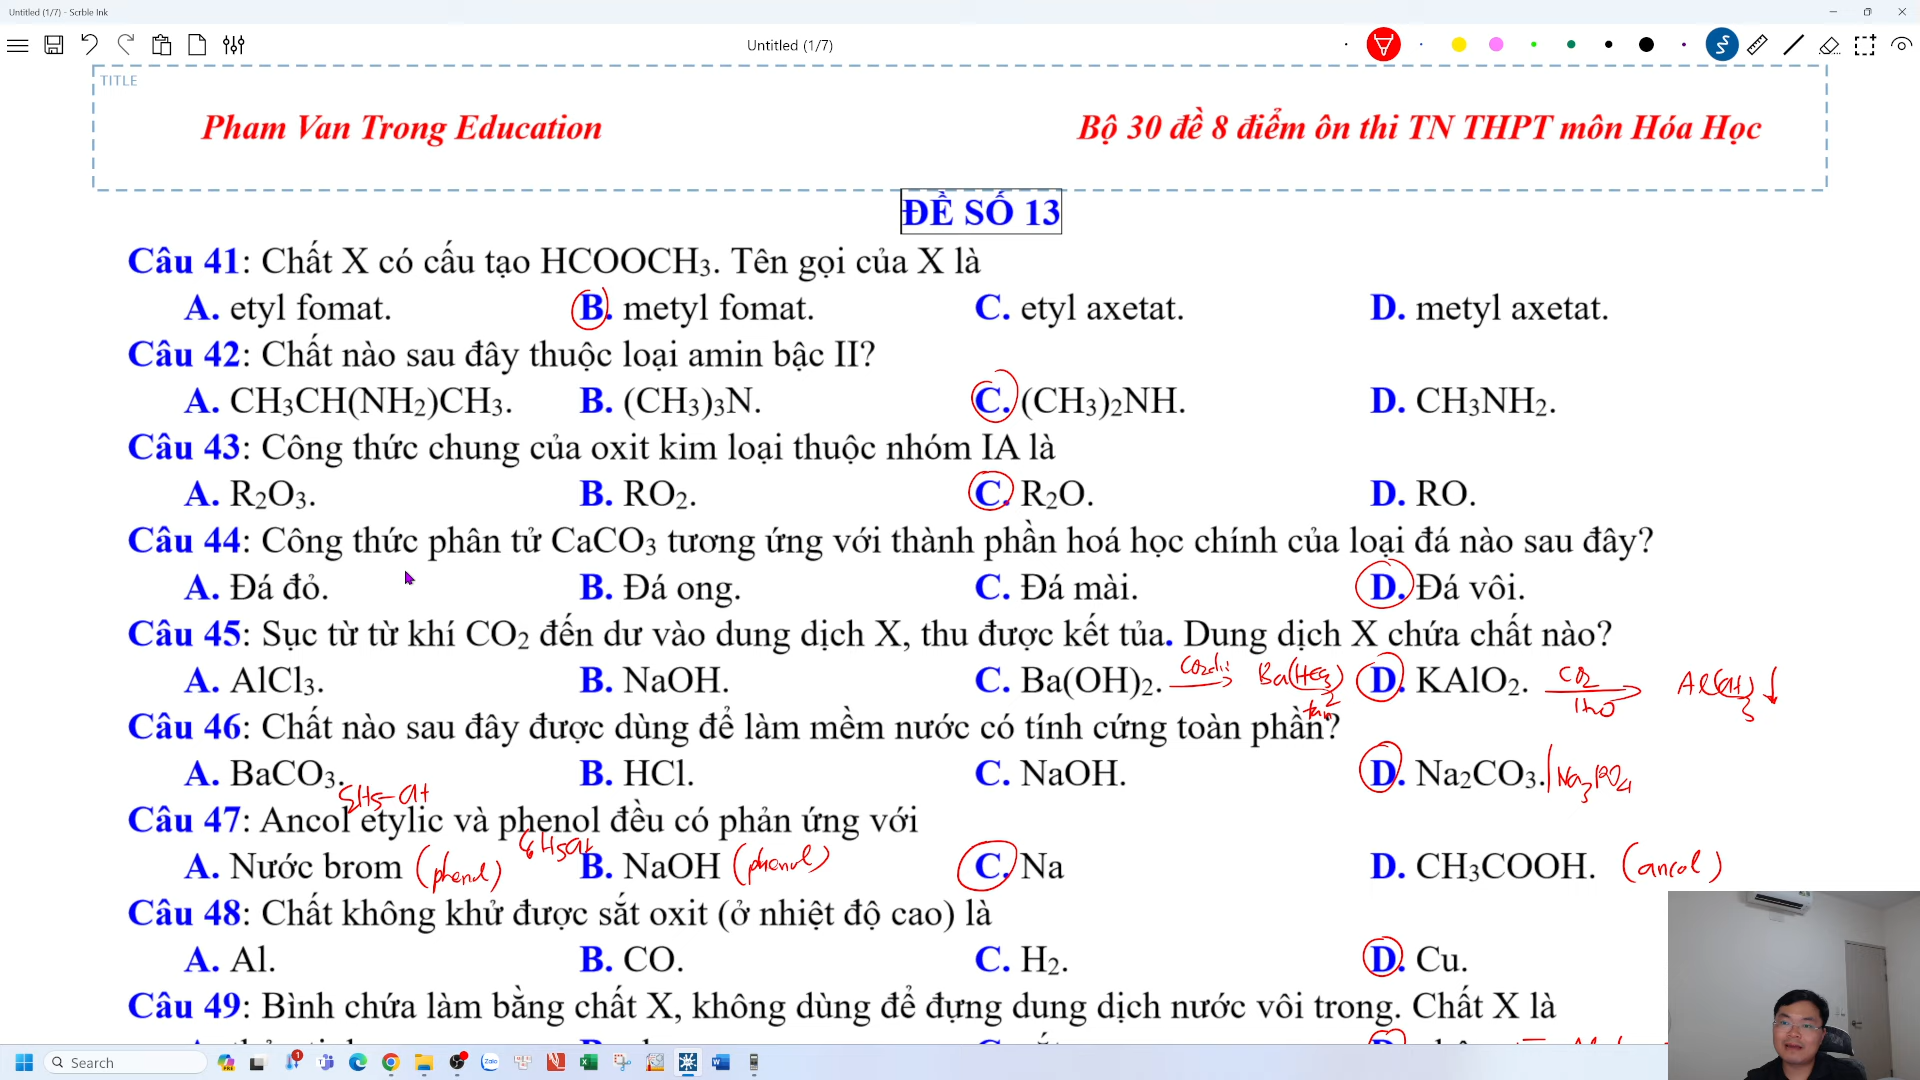 Untitled (1/7) - Scrble Ink
Untitled (1/7)
TITLE
Pham Van Trong Education
Bộ 30 đề 8 điểm ôn thi TN THPT môn Hóa Học
ĐỀ SỐ 13
Câu 41: Chất X có cấu tạo HCOOCH₃. Tên gọi của X là
A. etyl fomat. B. metyl fomat. C. etyl axetat. D. metyl axetat.
Câu 42: Chất nào sau đây thuộc loại amin bậc II?
A. CH₃CH(NH₂)CH₃. B. (CH₃)₃N. C. (CH₃)₂NH. D. CH₃NH₂.
Câu 43: Công thức chung của oxit kim loại thuộc nhóm IA là
A. R₂O₃. B. RO₂. C. R₂O. D. RO.
Câu 44: Công thức phân tử CaCO₃ tương ứng với thành phần hoá học chính của loại đá nào sau đây?
A. Đá đỏ. B. Đá ong. C. Đá mài. D. Đá vôi.
Câu 45: Sục từ từ khí CO₂ đến dư vào dung dịch X, thu được kết tủa. Dung dịch X chứa chất nào?
A. AlCl₃. B. NaOH. C. Ba(OH)₂. D. KAlO₂. CO₂
Câu 46: Chất nào sau đây được dùng để làm mềm nước có tính cứng toàn phần?
A. BaCO₃. B. HCl. C. NaOH. D. Na₂CO₃. Na₃PO₄
Câu 47: Ancol etylic và phenol đều có phản ứng với
A. Nước brom (phenol) B. NaOH (phenol) C. Na D. CH₃COOH. (ancol)
Câu 48: Chất không khử được sắt oxit (ở nhiệt độ cao) là
A. Al. B. CO. C. H₂. D. Cu.
Câu 49: Bình chứa làm bằng chất X, không dùng để đựng dung dịch nước vôi trong. Chất X là
Search